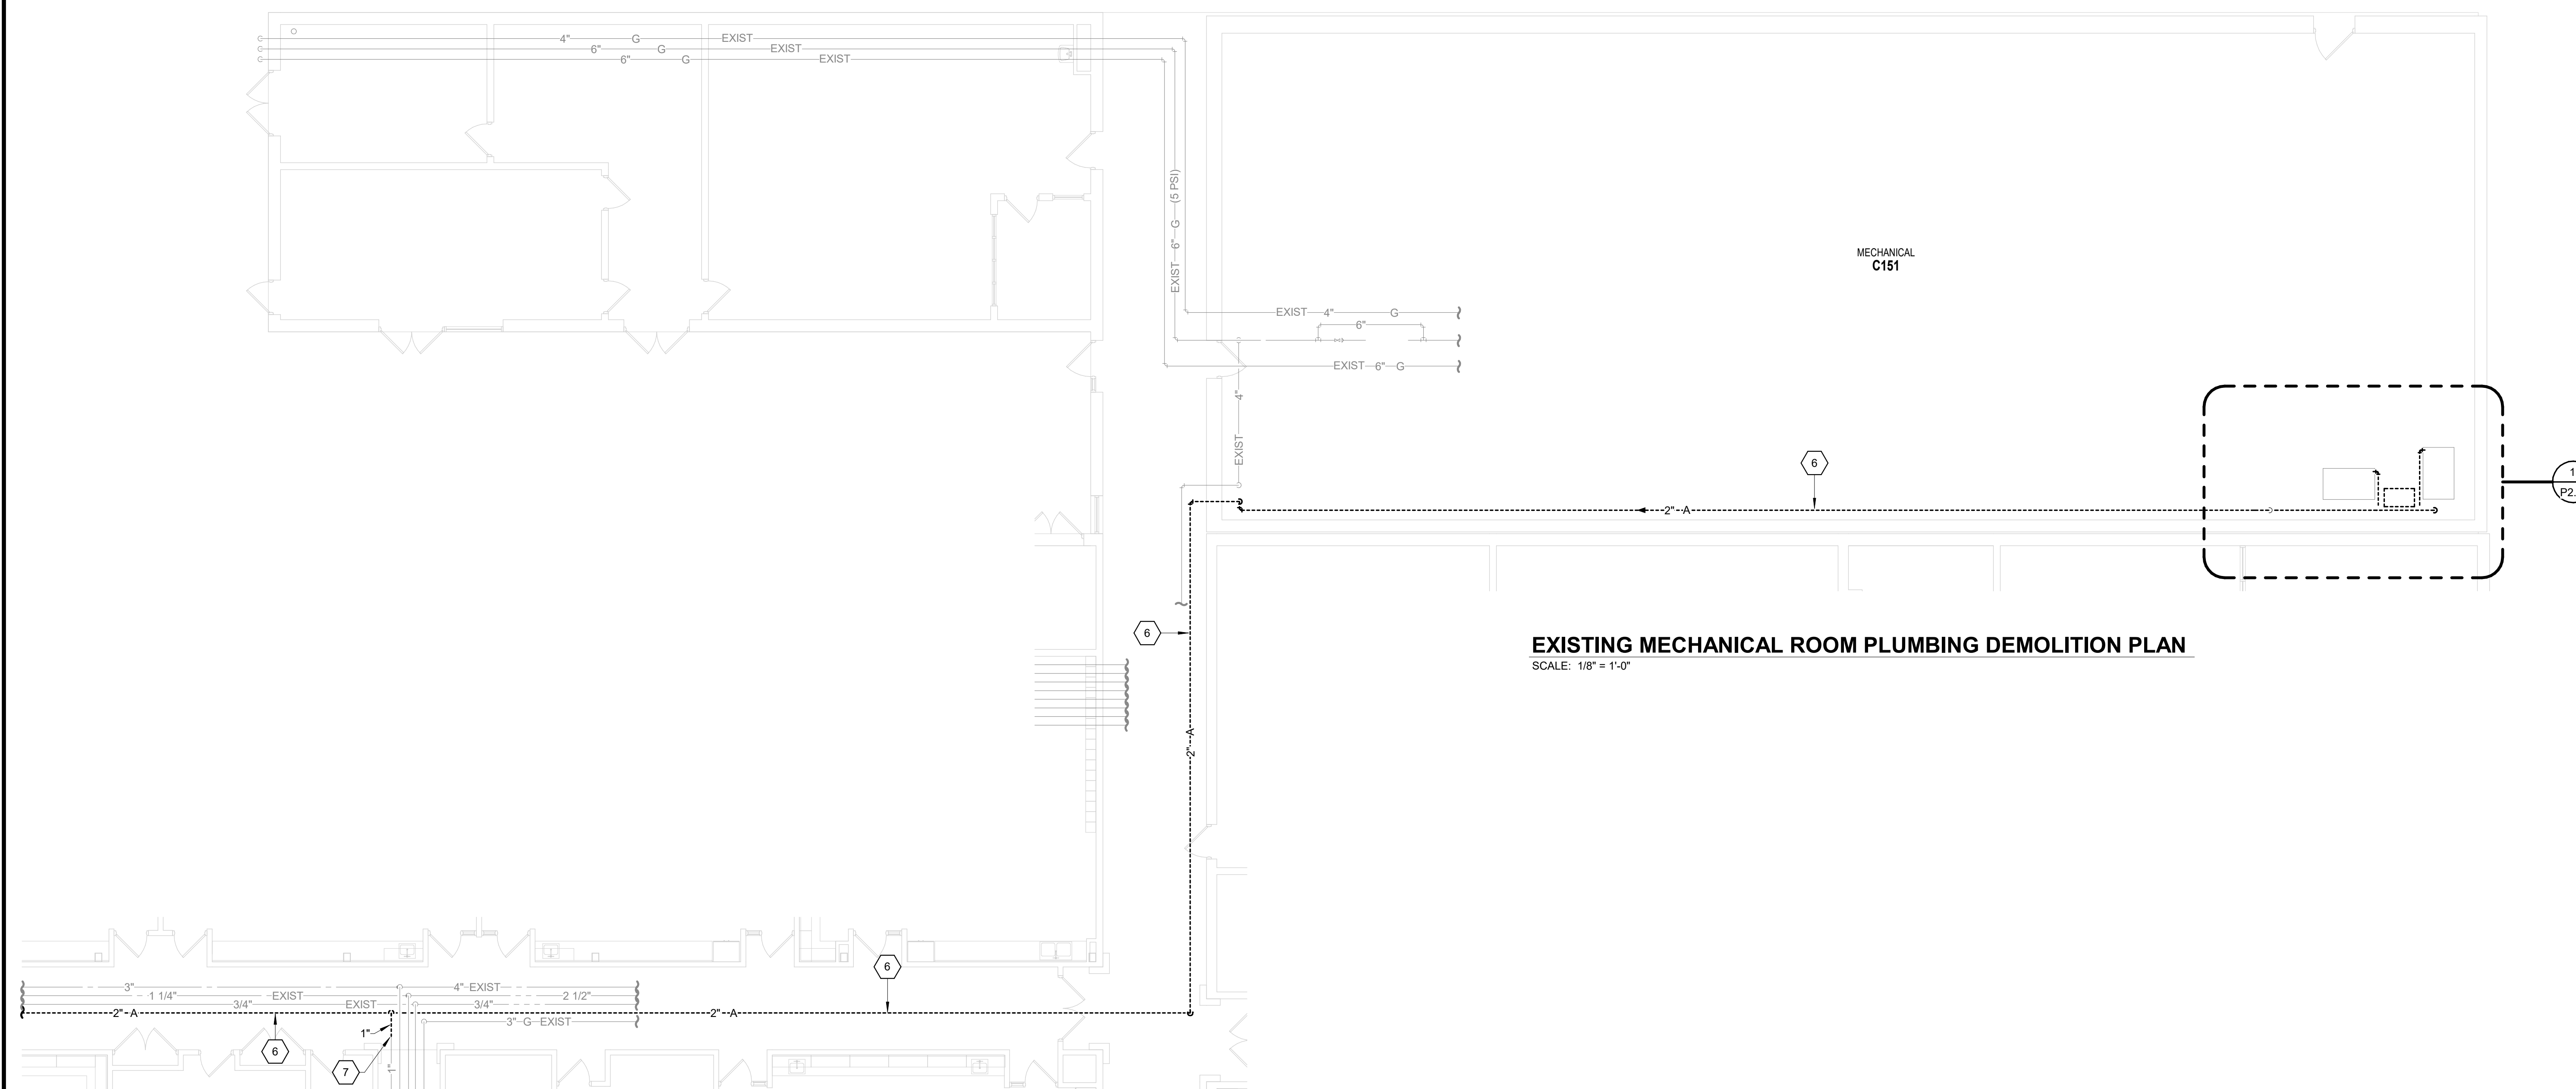 4" G EXIST
6" G EXIST
6" G EXIST
EXIST 6" G (5 PSI)
MECHANICAL
C151
EXIST 4" G
6"
EXIST 6" G
4"
EXIST
6
2" A
1
P2.
6
EXISTING MECHANICAL ROOM PLUMBING DEMOLITION PLAN
SCALE: 1/8" = 1'-0"
2" A
6
3" 4" EXIST
1 1/4" EXIST 2 1/2"
3/4" EXIST 3/4"
2" A 2" A
3" G EXIST
1"
6
7
1"